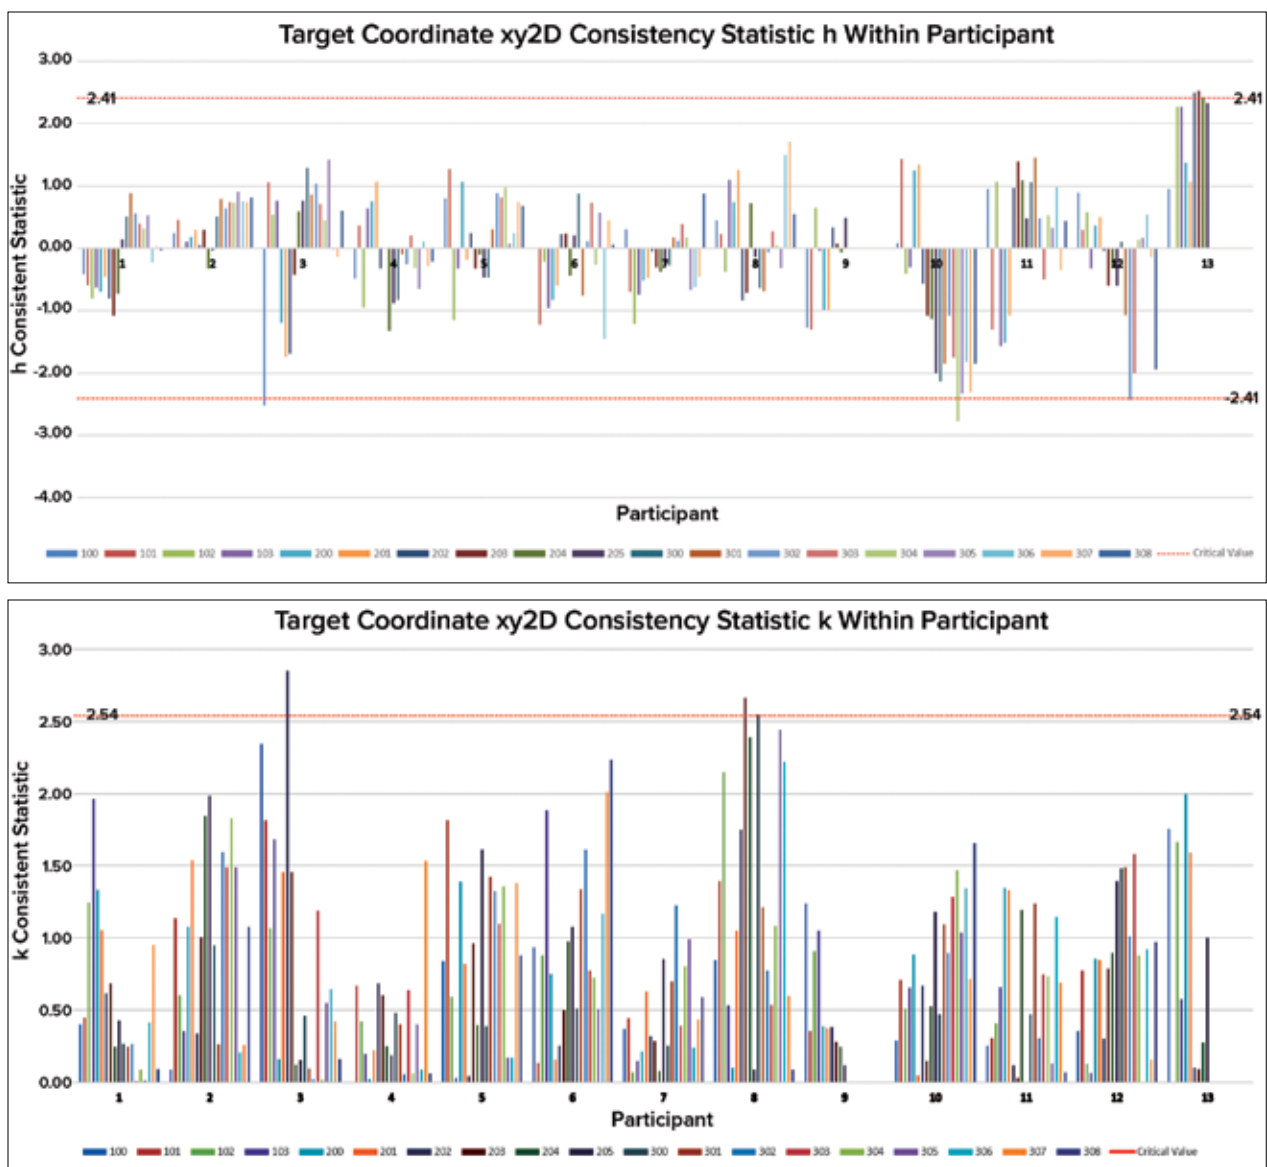 Target Coordinate xy2D Consistency Statistic h Within Participant
h Consistent Statistic
3.00
2.41 2.41
2.00
1.00
0.00
1 2 3 4 5 6 7 8 9 10 11 12 13
-1.00
-2.00
-2.41
-3.00
-4.00
Participant
100 101 102 103 200 201 202 203 204 205 300 301 302 303 304 305 306 307 308 Critical Value
Target Coordinate xy2D Consistency Statistic k Within Participant
k Consistent Statistic
3.00
2.54 2.54
2.50
2.00
1.50
1.00
0.50
0.00
1 2 3 4 5 6 7 8 9 10 11 12 13
Participant
100 101 102 103 200 201 202 203 204 205 300 301 302 303 304 305 306 307 308 Critical Value